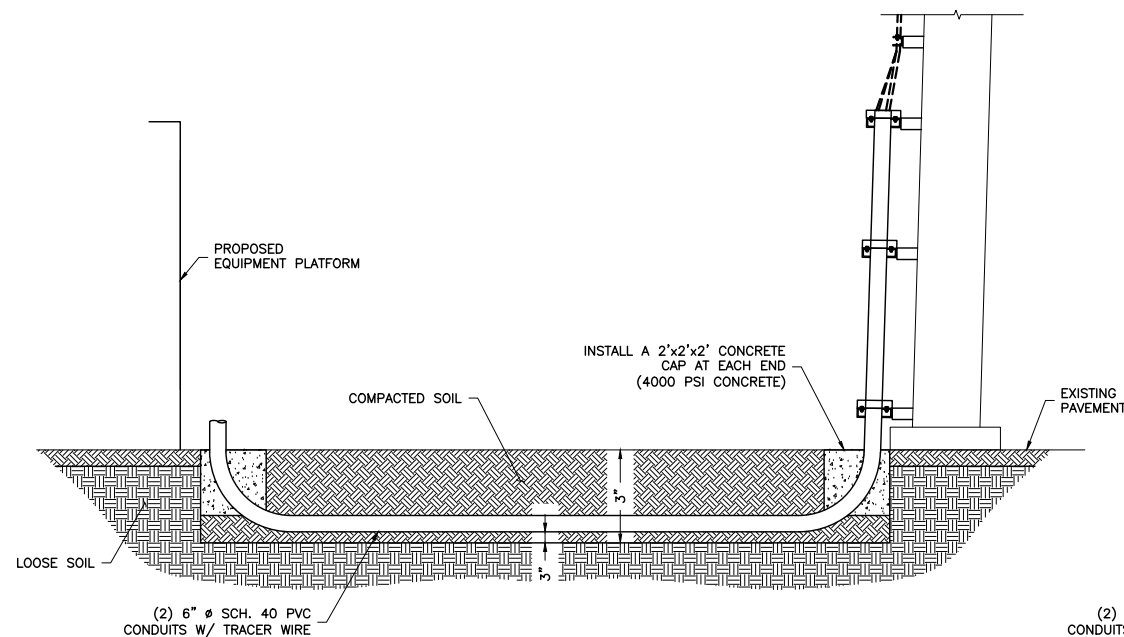 PROPOSED
EQUIPMENT PLATFORM
INSTALL A 2'x2'x2' CONCRETE
CAP AT EACH END
(4000 PSI CONCRETE)
COMPACTED SOIL
EXISTING
PAVEMENT
3"
3"
LOOSE SOIL
(2) 6" ø SCH. 40 PVC
CONDUITS W/ TRACER WIRE
(2)
CONDUITS